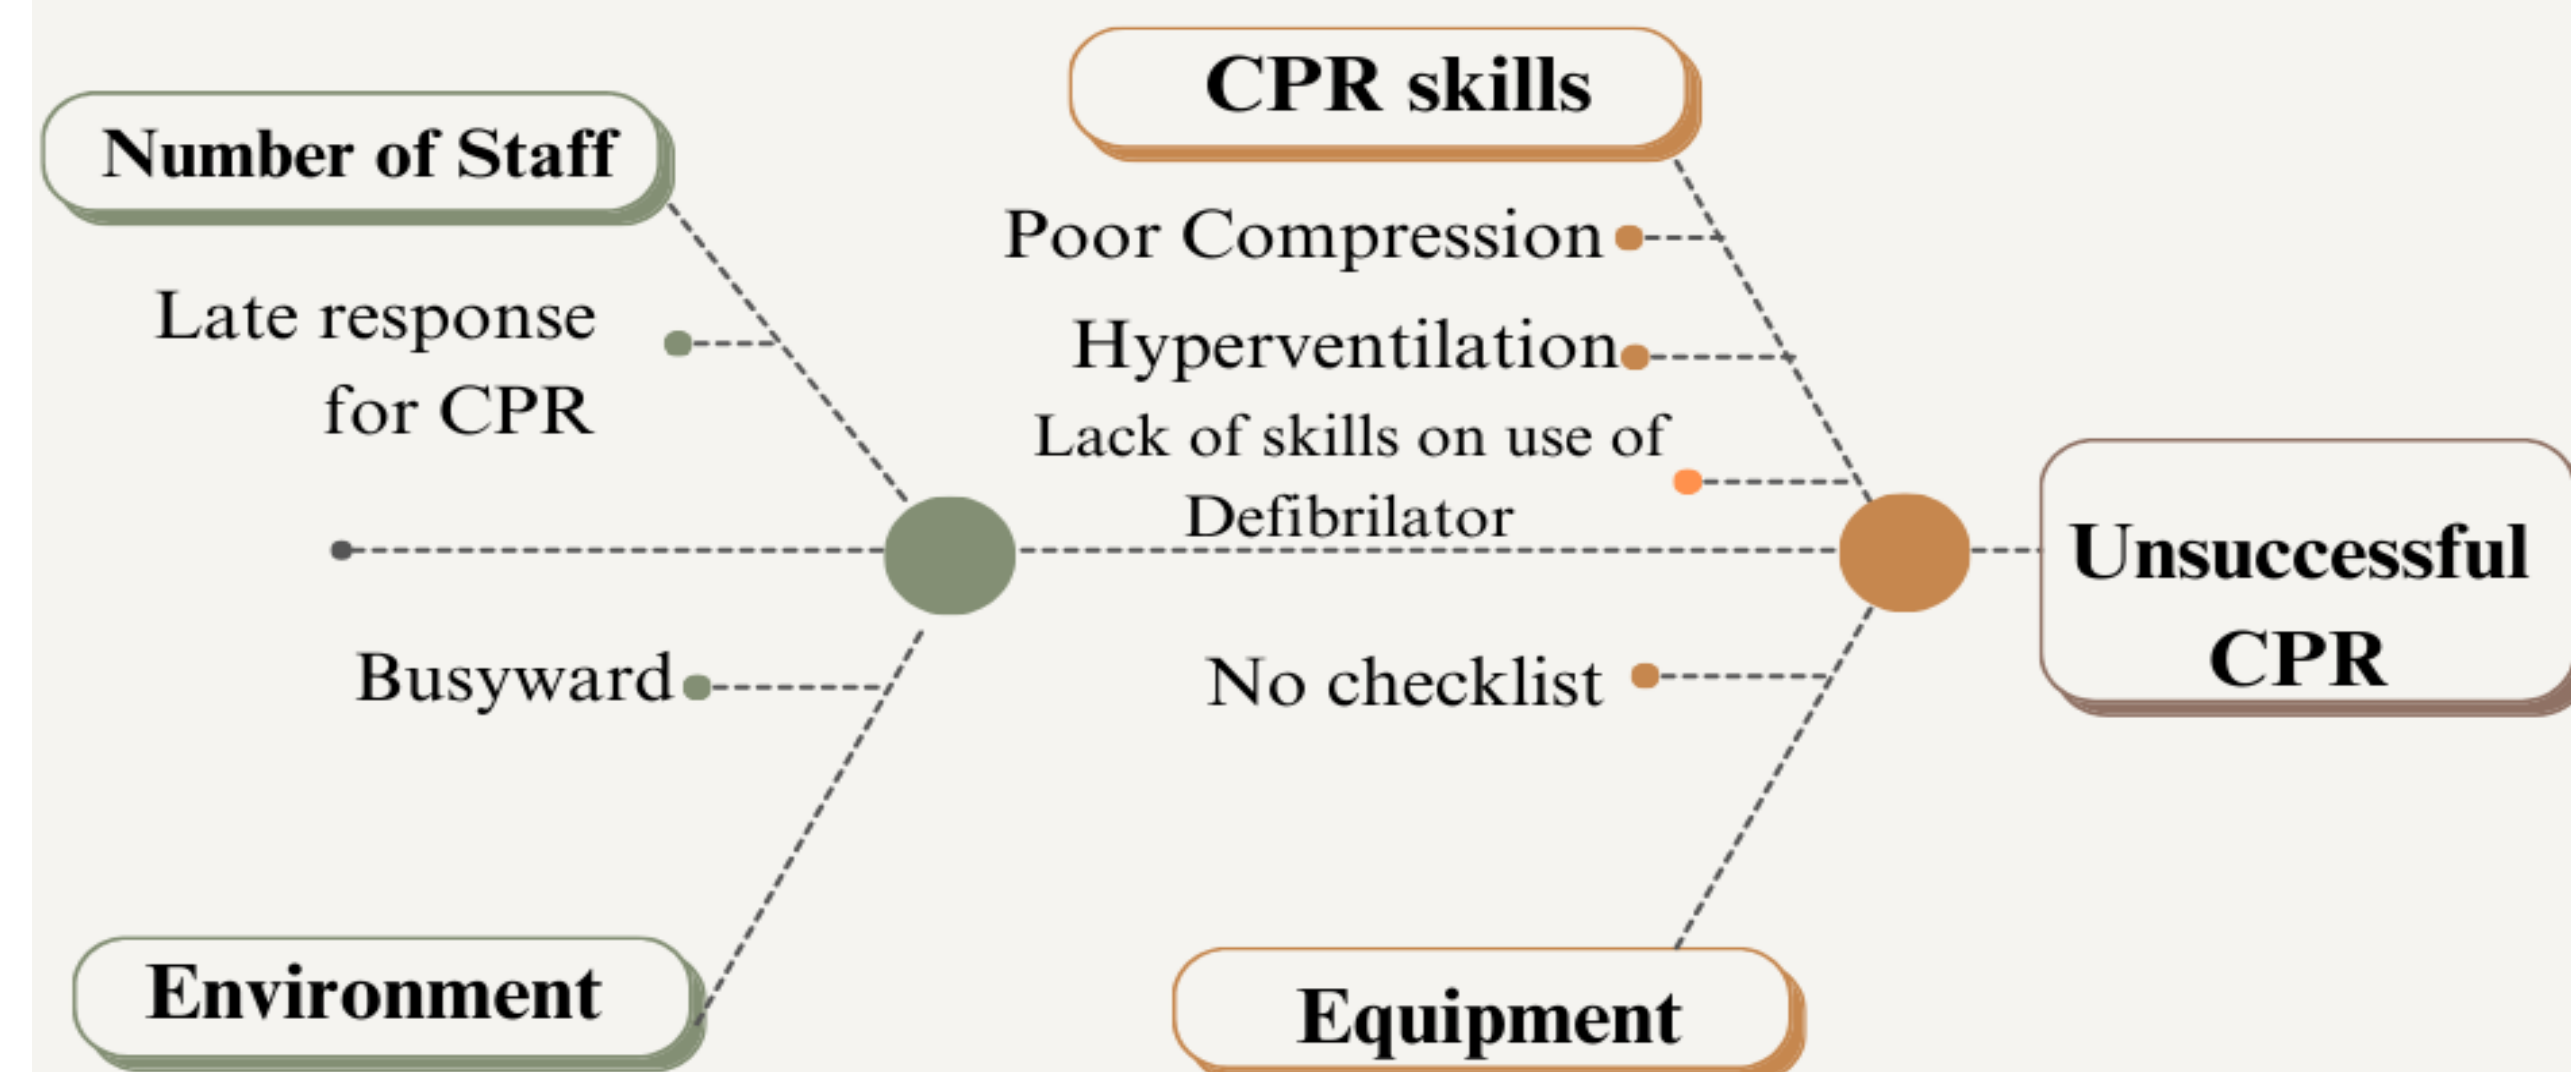 Number of Staff
Late response
for CPR
Busyward
Environment
CPR skills
Poor Compression
Hyperventilation
Lack of skills on use of
Defibrilator
No checklist
Equipment
Unsuccessful
CPR